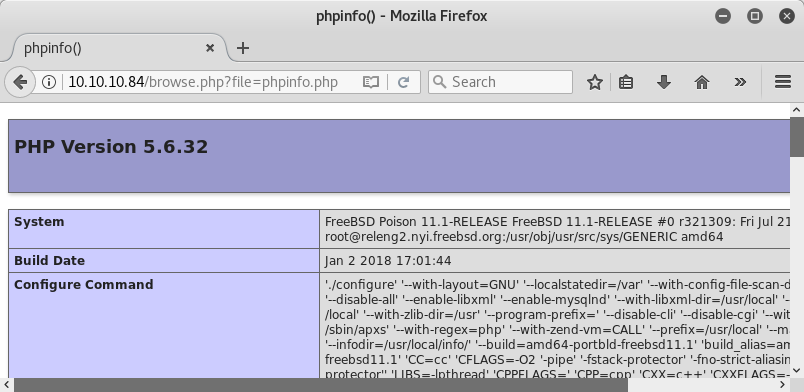 phpinfo() - Mozilla Firefox
phpinfo()
10.10.10.84/browse.php?file=phpinfo.php
Search
PHP Version 5.6.32
System
FreeBSD Poison 11.1-RELEASE FreeBSD 11.1-RELEASE #0 r321309: Fri Jul 21
root@releng2.nyi.freebsd.org:/usr/obj/usr/src/sys/GENERIC amd64
Build Date
Jan 2 2018 17:01:44
Configure Command
'./configure' '--with-layout=GNU' '--localstatedir=/var' '--with-config-file-scan-d
'--disable-all' '--enable-libxml' '--enable-mysqlnd' '--with-libxml-dir=/usr/local' '--
/local' '--with-zlib-dir=/usr' '--program-prefix=' '--disable-cli' '--disable-cgi' '--wit
/sbin/apxs' '--with-regex=php' '--with-zend-vm=CALL' '--prefix=/usr/local' '--m
'--infodir=/usr/local/info/' '--build=amd64-portbld-freebsd11.1' 'build_alias=am
freebsd11.1' 'CC=cc' 'CFLAGS=-O2 '-pipe' '-fstack-protector' '-fno-strict-aliasin
protector'' 'LIBS=-lpthread' 'CPPFLAGS=' 'CPP=cpp' 'CXX=c++' 'CXXFLAGS=-